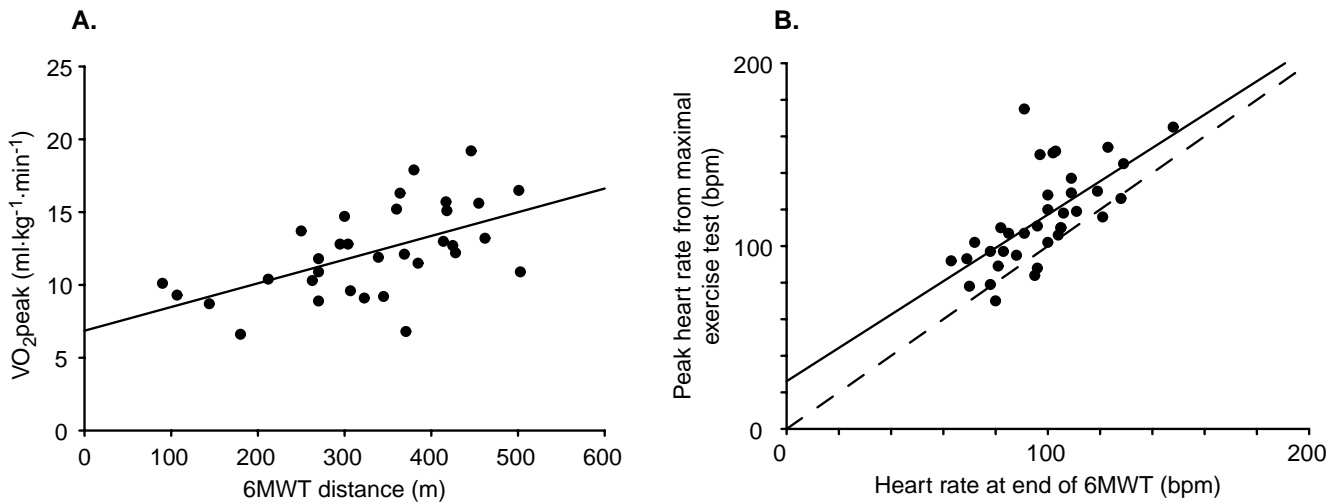 A.
25
20
15
10
5
0
VO₂peak (ml·kg⁻¹·min⁻¹)
0 100 200 300 400 500 600
6MWT distance (m)
B.
200
100
0
Peak heart rate from maximal
exercise test (bpm)
0 100 200
Heart rate at end of 6MWT (bpm)